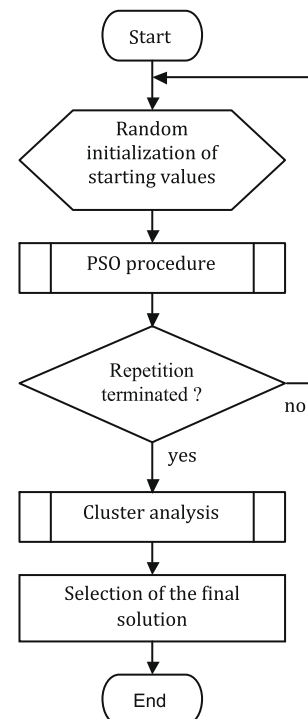 Start
Random
initialization of
starting values
PSO procedure
Repetition
terminated ?
no
yes
Cluster analysis
Selection of the final
solution
End